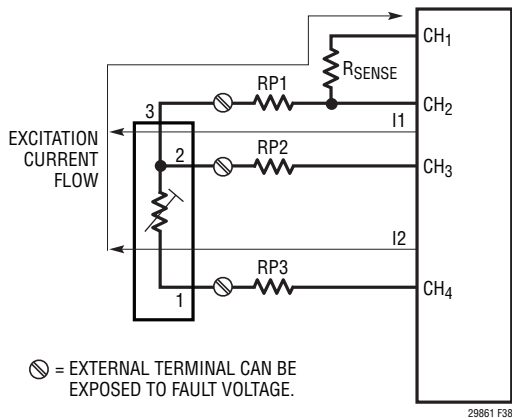 CH1
RSENSE
RP1
CH2
3
I1
EXCITATION
CURRENT
FLOW
2
RP2
CH3
I2
RP3
1
CH4
= EXTERNAL TERMINAL CAN BE
EXPOSED TO FAULT VOLTAGE.
29861 F38